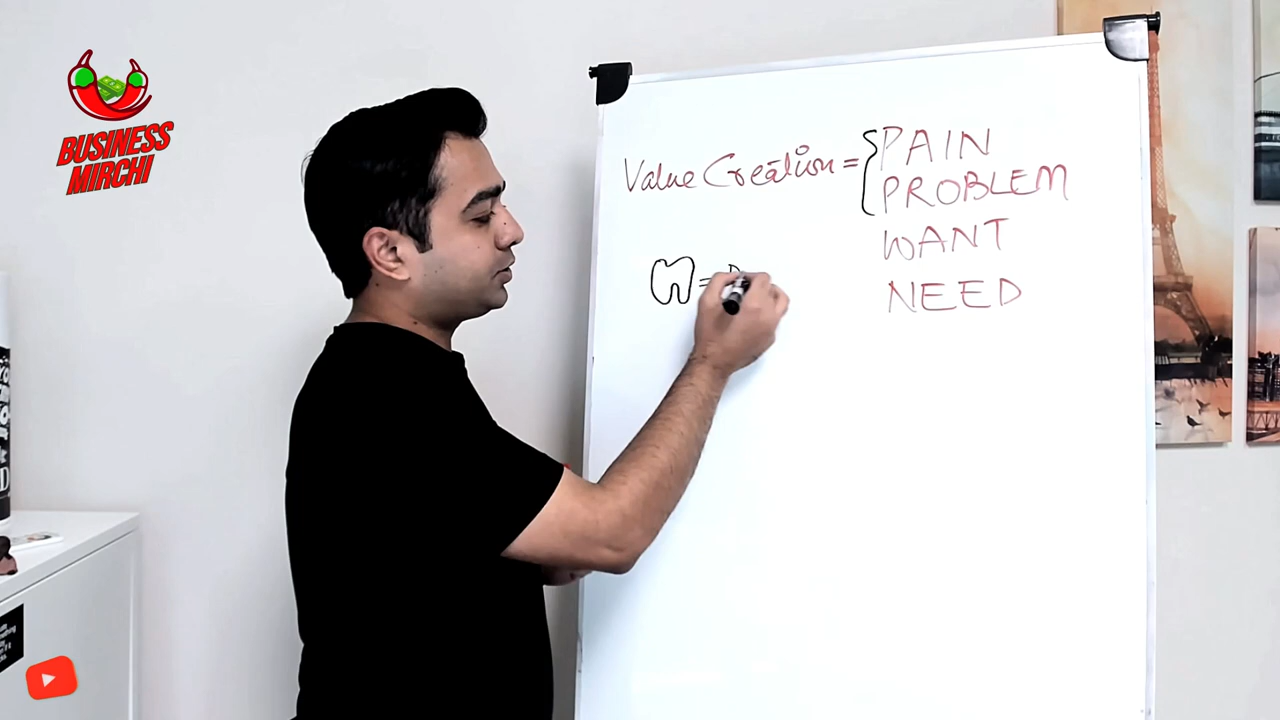 BUSINESS
MIRCHI
Value Creation = { PAIN
PROBLEM
WANT
NEED
=